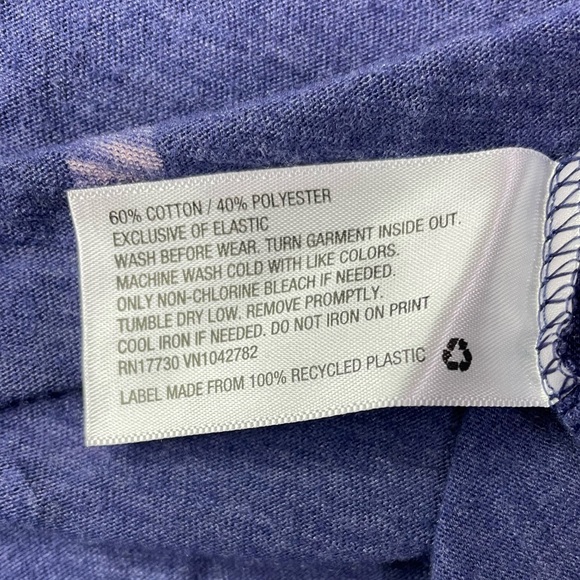 60% COTTON / 40% POLYESTER
EXCLUSIVE OF ELASTIC
WASH BEFORE WEAR. TURN GARMENT INSIDE OUT.
MACHINE WASH COLD WITH LIKE COLORS.
ONLY NON-CHLORINE BLEACH IF NEEDED.
TUMBLE DRY LOW. REMOVE PROMPTLY.
COOL IRON IF NEEDED. DO NOT IRON ON PRINT
RN17730 VN1042782
LABEL MADE FROM 100% RECYCLED PLASTIC